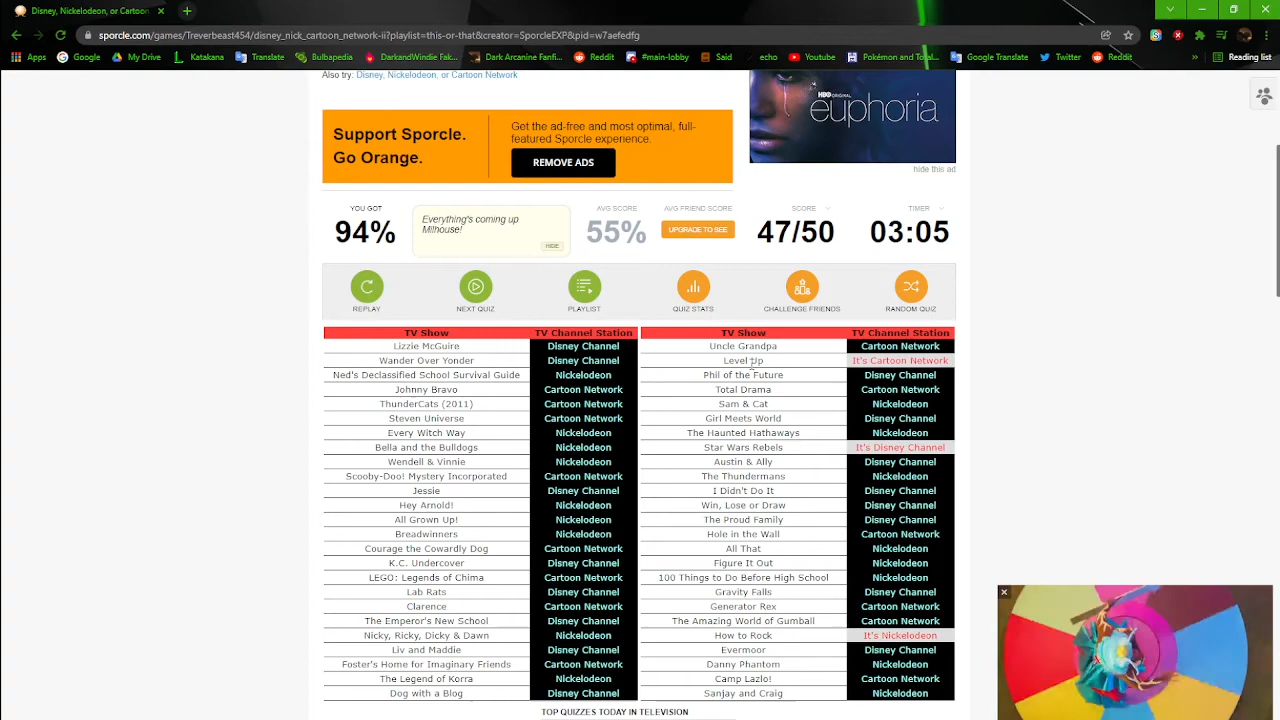 Disney, Nickelodeon, or Cartoon
sporcle.com/games/Treverbeast454/disney_nick_cartoon_network-ii?playlist=this-or-that&creator=SporcleEXP&pid=w7aefedfg
Apps Google My Drive Katakana Translate Bulbapedia DarkandWindie Fak... Dark Arcanine Fanfi... Reddit #main-lobby Said echo Youtube Pokémon and Total... Google Translate Twitter Reddit » Reading list
Also try: Disney, Nickelodeon, or Cartoon Network
HBO ORIGINAL
euphoria
hide this ad
Support Sporcle.
Go Orange.
Get the ad-free and most optimal, full-
featured Sporcle experience.
REMOVE ADS
YOU GOT
94%
Everything's coming up
Milhouse!
HIDE
AVG SCORE
55%
AVG FRIEND SCORE
UPGRADE TO SEE
SCORE
47/50
TIMER
03:05
REPLAY NEXT QUIZ PLAYLIST QUIZ STATS CHALLENGE FRIENDS RANDOM QUIZ
TV Show TV Channel Station TV Show TV Channel Station
Lizzie McGuire Disney Channel Uncle Grandpa Cartoon Network
Wander Over Yonder Disney Channel Level Up It's Cartoon Network
Ned's Declassified School Survival Guide Nickelodeon Phil of the Future Disney Channel
Johnny Bravo Cartoon Network Total Drama Cartoon Network
ThunderCats (2011) Cartoon Network Sam & Cat Nickelodeon
Steven Universe Cartoon Network Girl Meets World Disney Channel
Every Witch Way Nickelodeon The Haunted Hathaways Nickelodeon
Bella and the Bulldogs Nickelodeon Star Wars Rebels It's Disney Channel
Wendell & Vinnie Nickelodeon Austin & Ally Disney Channel
Scooby-Doo! Mystery Incorporated Cartoon Network The Thundermans Nickelodeon
Jessie Disney Channel I Didn't Do It Disney Channel
Hey Arnold! Nickelodeon Win, Lose or Draw Disney Channel
All Grown Up! Nickelodeon The Proud Family Disney Channel
Breadwinners Nickelodeon Hole in the Wall Cartoon Network
Courage the Cowardly Dog Cartoon Network All That Nickelodeon
K.C. Undercover Disney Channel Figure It Out Nickelodeon
LEGO: Legends of Chima Cartoon Network 100 Things to Do Before High School Nickelodeon
Lab Rats Disney Channel Gravity Falls Disney Channel
Clarence Cartoon Network Generator Rex Cartoon Network
The Emperor's New School Disney Channel The Amazing World of Gumball Cartoon Network
Nicky, Ricky, Dicky & Dawn Nickelodeon How to Rock It's Nickelodeon
Liv and Maddie Disney Channel Evermoor Disney Channel
Foster's Home for Imaginary Friends Cartoon Network Danny Phantom Nickelodeon
The Legend of Korra Nickelodeon Camp Lazlo! Cartoon Network
Dog with a Blog Disney Channel Sanjay and Craig Nickelodeon
TOP QUIZZES TODAY IN TELEVISION